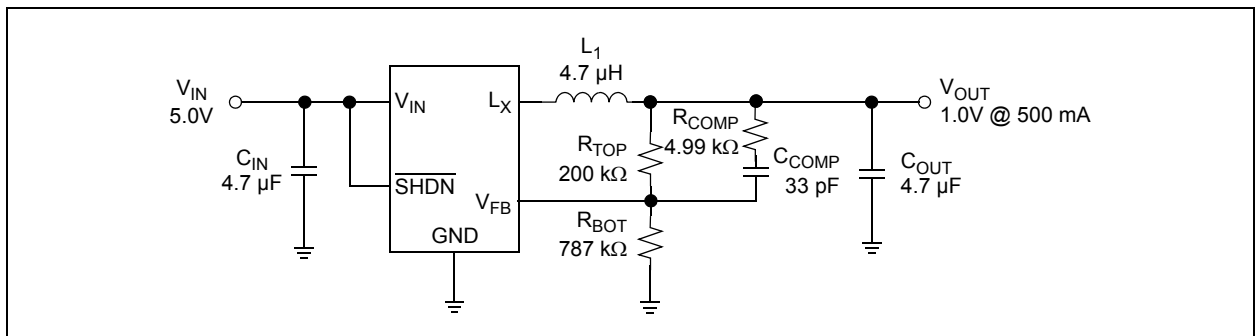 V_IN
5.0V
C_IN
4.7 µF
V_IN
SHDN
GND
L_X
V_FB
L_1
4.7 µH
R_TOP
200 kΩ
R_BOT
787 kΩ
R_COMP
4.99 kΩ
C_COMP
33 pF
C_OUT
4.7 µF
V_OUT
1.0V @ 500 mA